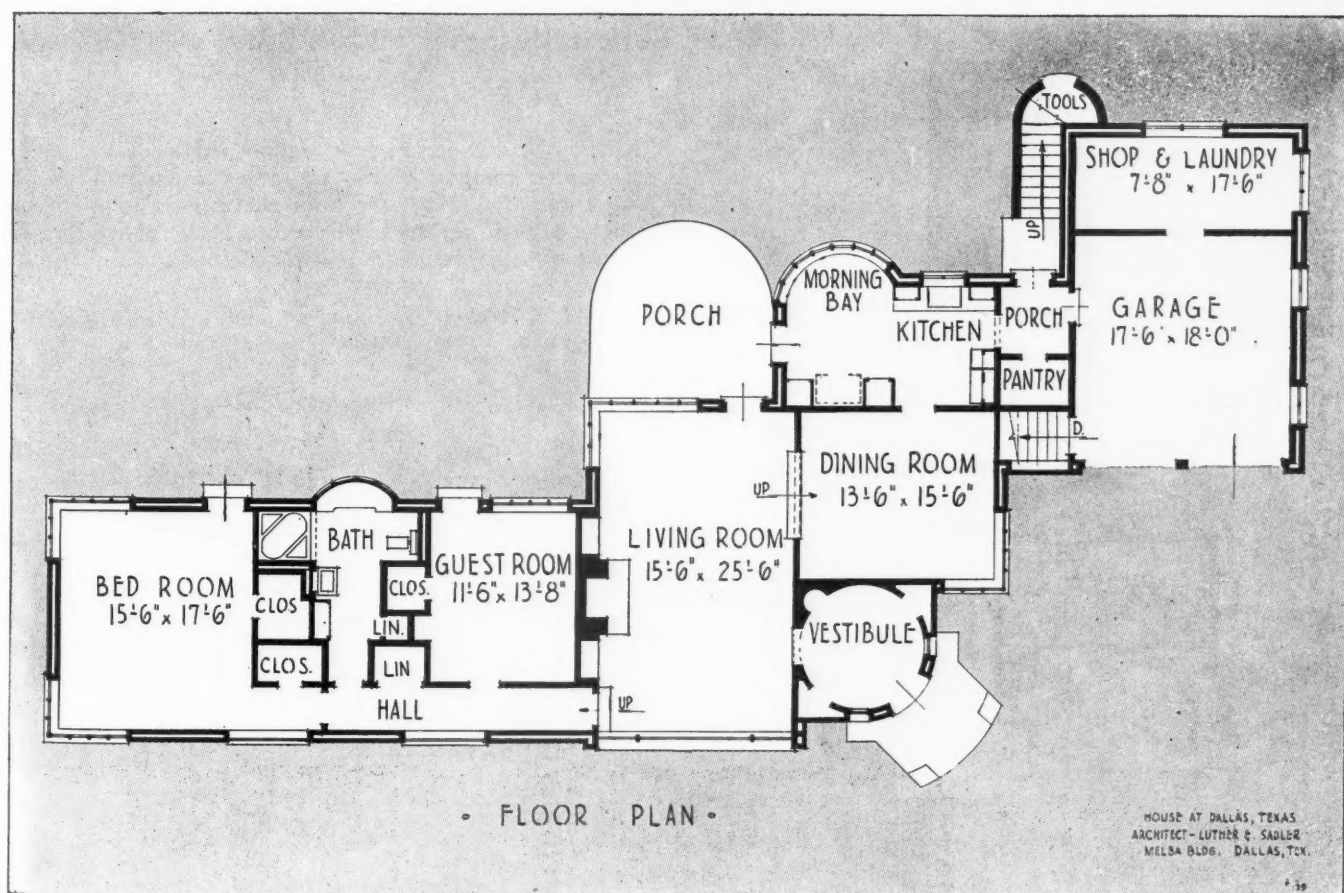 TOOLS
SHOP & LAUNDRY
7'-8" x 17'-6"
UP
MORNING
BAY
PORCH
KITCHEN
PORCH
GARAGE
17'-6" x 18'-0"
PANTRY
D.
DINING ROOM
13'-6" x 15'-6"
UP
LIVING ROOM
15'-6" x 25'-6"
BATH
GUEST ROOM
11'-6" x 13'-8"
BED ROOM
15'-6" x 17'-6"
CLOS
CLOS.
CLOS.
LIN.
LIN
VESTIBULE
HALL
UP
• FLOOR PLAN •
HOUSE AT DALLAS, TEXAS
ARCHITECT - LUTHER E. SADLER
MELBA BLDG. DALLAS, TEX.